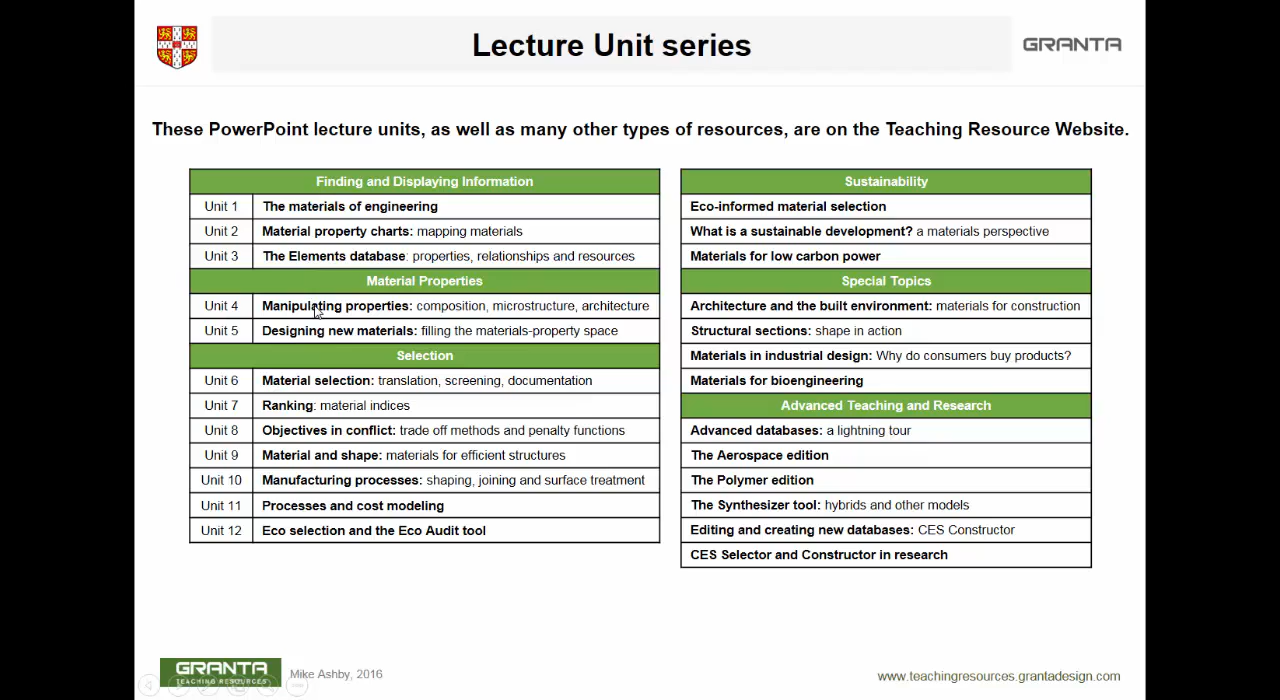 Lecture Unit series
GRANTA
These PowerPoint lecture units, as well as many other types of resources, are on the Teaching Resource Website.
Finding and Displaying Information
Unit 1 The materials of engineering
Unit 2 Material property charts: mapping materials
Unit 3 The Elements database: properties, relationships and resources
Material Properties
Unit 4 Manipulating properties: composition, microstructure, architecture
Unit 5 Designing new materials: filling the materials-property space
Selection
Unit 6 Material selection: translation, screening, documentation
Unit 7 Ranking: material indices
Unit 8 Objectives in conflict: trade off methods and penalty functions
Unit 9 Material and shape: materials for efficient structures
Unit 10 Manufacturing processes: shaping, joining and surface treatment
Unit 11 Processes and cost modeling
Unit 12 Eco selection and the Eco Audit tool
Sustainability
Eco-informed material selection
What is a sustainable development? a materials perspective
Materials for low carbon power
Special Topics
Architecture and the built environment: materials for construction
Structural sections: shape in action
Materials in industrial design: Why do consumers buy products?
Materials for bioengineering
Advanced Teaching and Research
Advanced databases: a lightning tour
The Aerospace edition
The Polymer edition
The Synthesizer tool: hybrids and other models
Editing and creating new databases: CES Constructor
CES Selector and Constructor in research
GRANTA
TEACHING RESOURCES
Mike Ashby, 2016
www.teachingresources.grantadesign.com